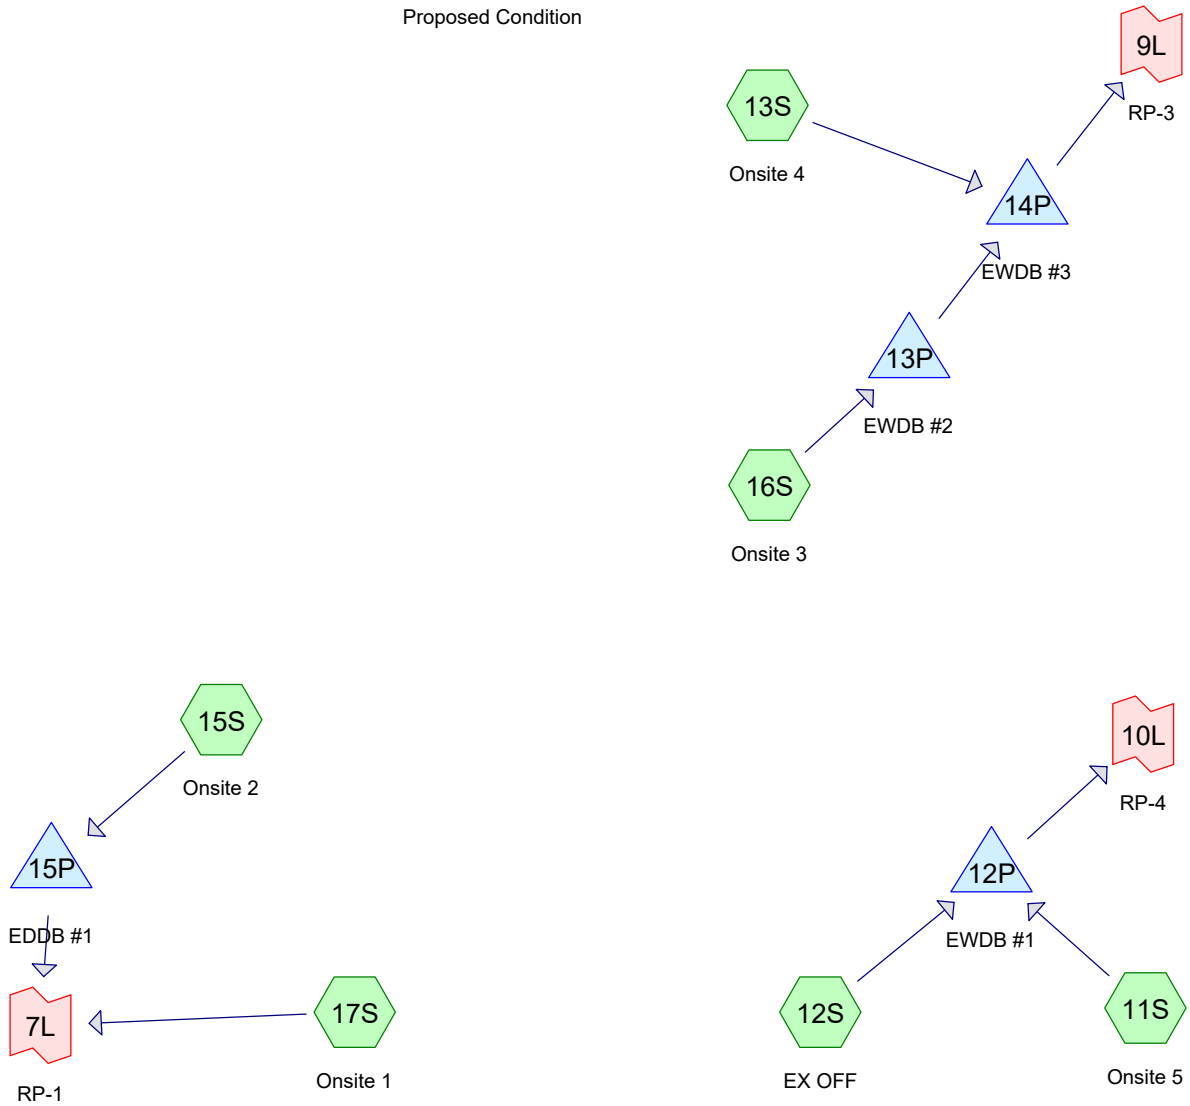 Proposed Condition
9L
RP-3
13S
Onsite 4
14P
EWDB #3
13P
EWDB #2
16S
Onsite 3
15S
Onsite 2
10L
RP-4
15P
EDDB #1
12P
EWDB #1
7L
RP-1
17S
Onsite 1
12S
EX OFF
11S
Onsite 5